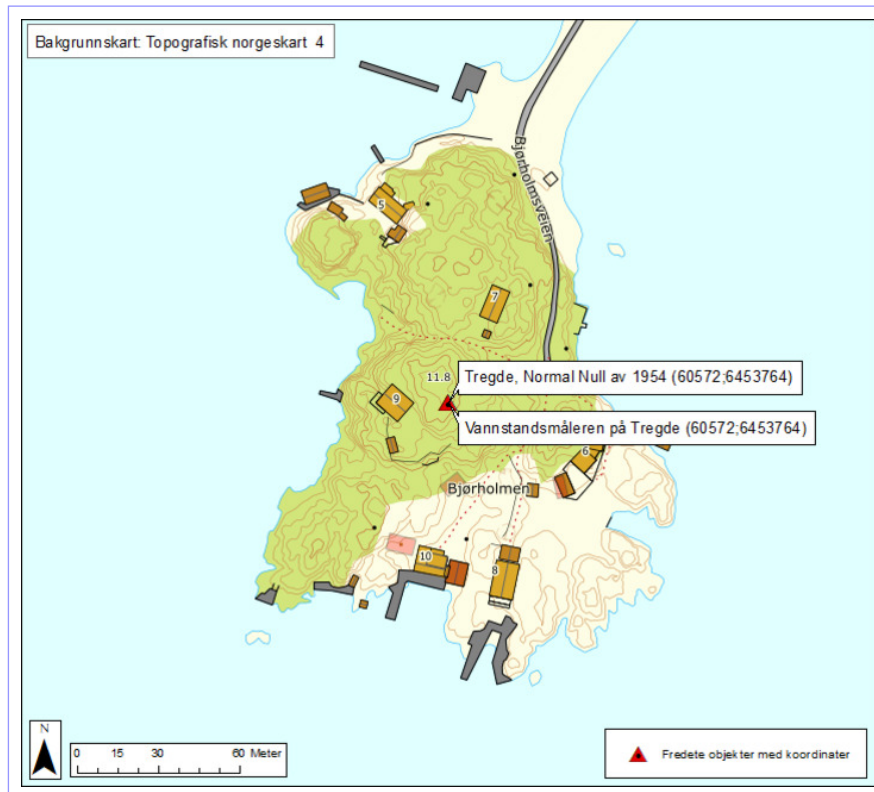 Bakgrunnskart: Topografisk norgeskart 4
Bjørholmsveien
5
7
11.8
Tregde, Normal Null av 1954 (60572;6453764)
9
Vannstandsmåleren på Tregde (60572;6453764)
6
Bjørholmen
10
8
N
0 15 30 60 Meter
Fredete objekter med koordinater